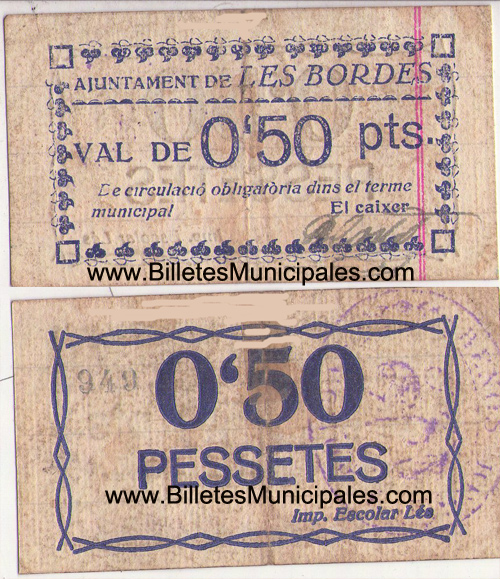 AJUNTAMENT DE LES BORDES
VAL DE 0'50 pts.
De circulació obligatòria dins el terme
municipal El caixer
www.BilletesMunicipales.com
949
0'50
PESSETES
www.BilletesMunicipales.com
Imp. Escolar Lta